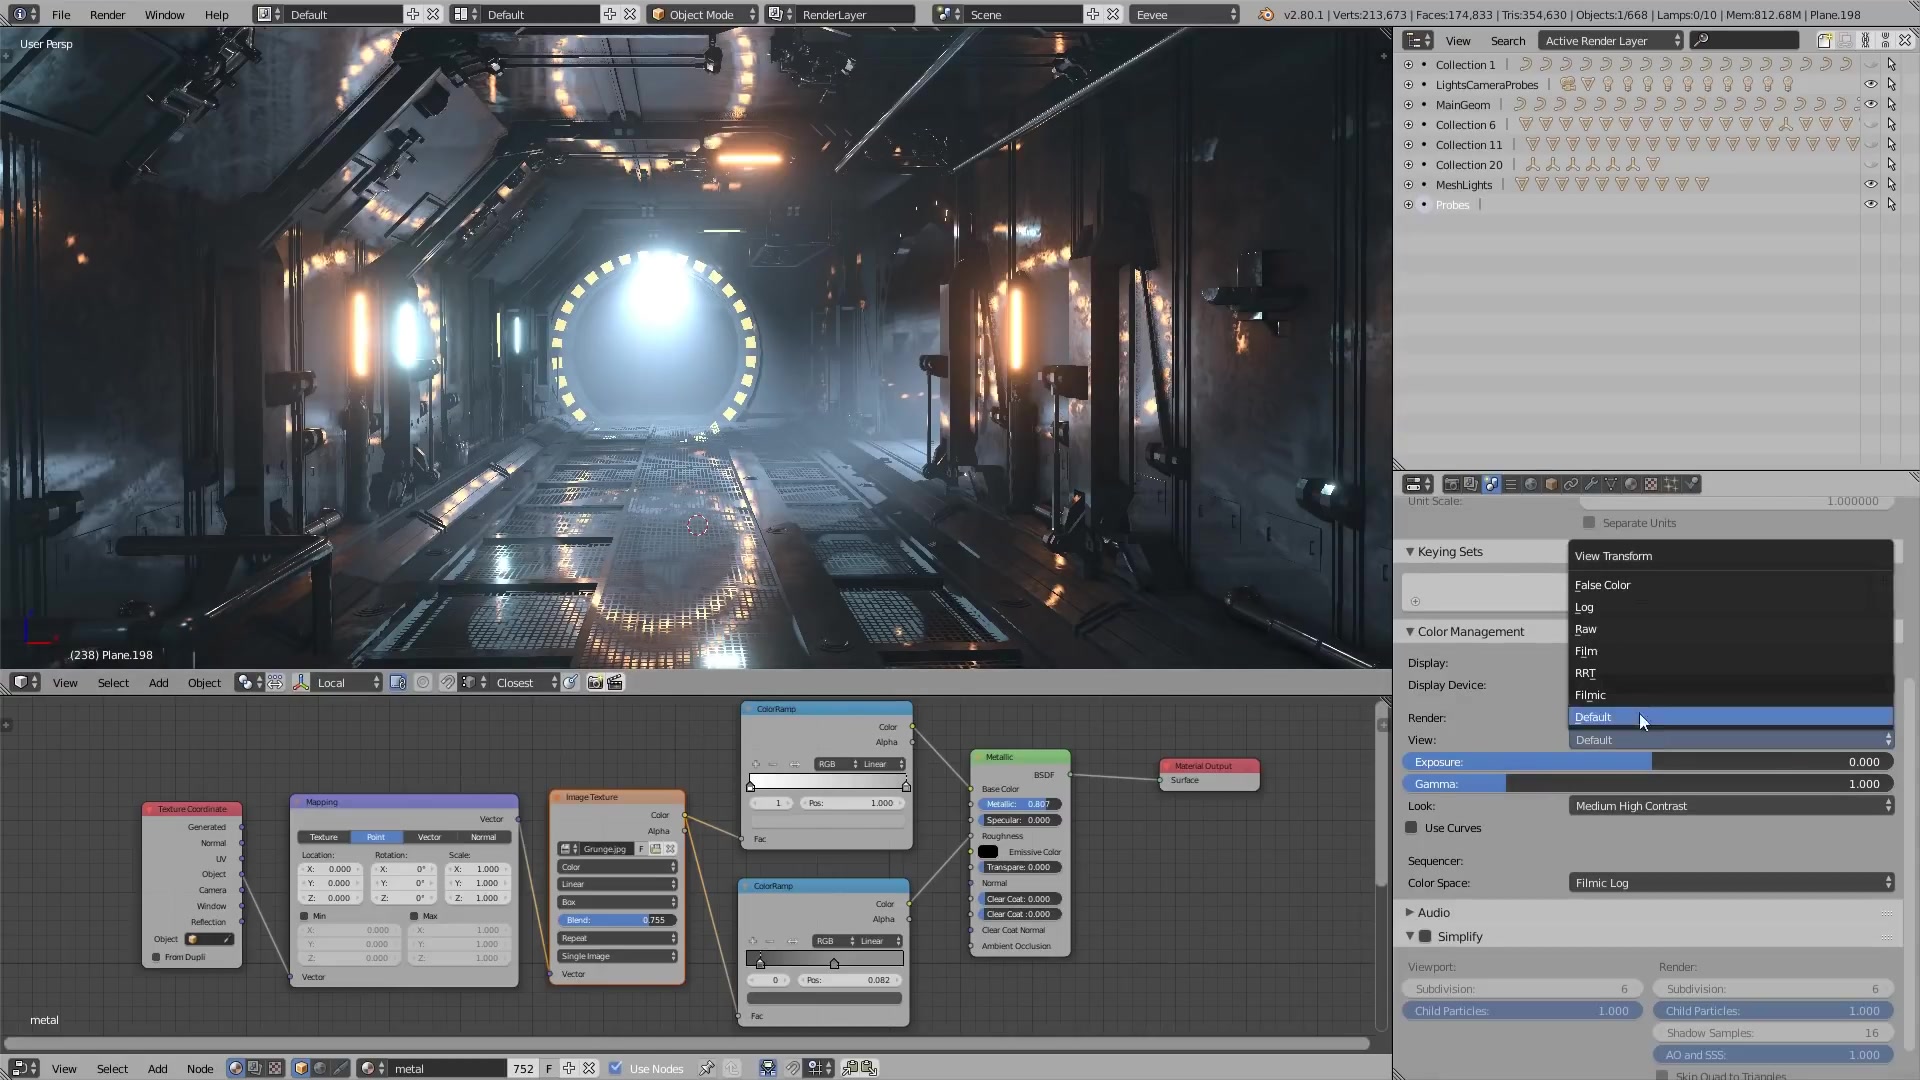 File Render Window Help Default Default Object Mode RenderLayer Scene Eevee v2.80.1 | Verts:213,673 | Faces:174,833 | Tris:354,630 | Objects:1/668 | Lamps:0/10 | Mem:812.68M | Plane.198
User Persp
(238) Plane.198
View Select Add Object Local Closest
View Search Active Render Layer
Collection 1
LightsCameraProbes
MainGeom
Collection 6
Collection 11
Collection 20
MeshLights
Probes
Unit Scale: 1.000000
Separate Units
Keying Sets
View Transform
False Color
Log
Raw
Film
RRT
Filmic
Default
Color Management
Display:
Display Device:
Render:
View: Default
Exposure: 0.000
Gamma: 1.000
Look: Medium High Contrast
Use Curves
Sequencer:
Color Space: Filmic Log
Audio
Simplify
Viewport: Render:
Subdivision: 6 Subdivision: 6
Child Particles: 1.000 Child Particles: 1.000
Shadow Samples: 16
AO and SSS: 1.000
Skip Quad to Triangles
Texture Coordinate
Generated
Normal
UV
Object
Camera
Window
Reflection
Object
From Dupli
Mapping
Vector
Texture Point Vector Normal
Location: Rotation: Scale:
X: 0.000 X: 0° X: 1.000
Y: 0.000 Y: 0° Y: 1.000
Z: 0.000 Z: 0° Z: 1.000
Min Max
X: 0.000 X: 1.000
Y: 0.000 Y: 1.000
Z: 0.000 Z: 1.000
Vector
Image Texture
Color
Alpha
Grunge.jpg F
Color
Linear
Box
Blend: 0.755
Repeat
Single Image
Vector
ColorRamp
Color
Alpha
RGB Linear
1 Pos: 1.000
Fac
ColorRamp
Color
Alpha
RGB Linear
0 Pos: 0.082
Fac
Metallic
BSDF
Base Color
Metallic: 0.807
Specular: 0.000
Roughness
Emissive Color
Transpare: 0.000
Normal
Clear Coat: 0.000
Clear Coat :0.000
Clear Coat Normal
Ambient Occlusion
Material Output
Surface
metal
View Select Add Node metal 752 F Use Nodes